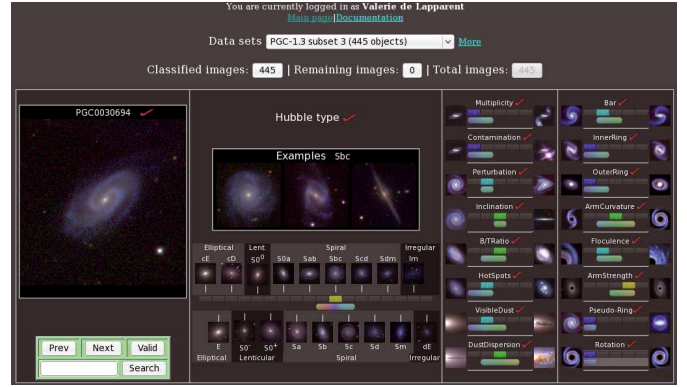 You are currently logged in as Valerie de Lapparent
Main page|Documentation
Data sets PGC-1.3 subset 3 (445 objects) More
Classified images: 445 | Remaining images: 0 | Total images: 445
PGC0030694
Hubble type
Examples Sbc
Elliptical Lent. Spiral Irregular
cE cD S0⁰ S0a Sab Sbc Scd Sdm Im
E S0⁻ S0⁺ Sa Sb Sc Sd Sm dE
Elliptical Lenticular Spiral Irregular
Prev Next Valid
Search
Multiplicity
Contamination
Perturbation
Inclination
B/TRatio
HotSpots
VisibleDust
DustDispersion
Bar
InnerRing
OuterRing
ArmCurvature
Floculence
ArmStrength
Pseudo-Ring
Rotation